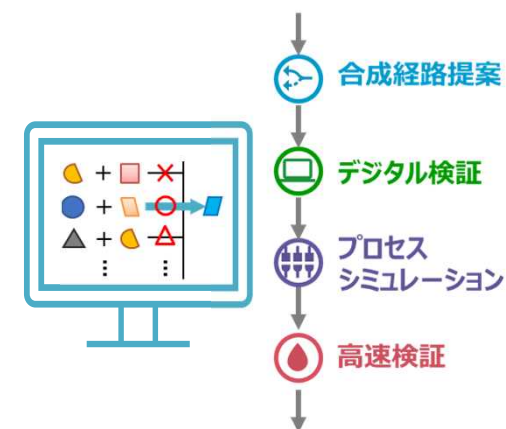 合成経路提案
デジタル検証
プロセス
シミュレーション
高速検証
+
+
+